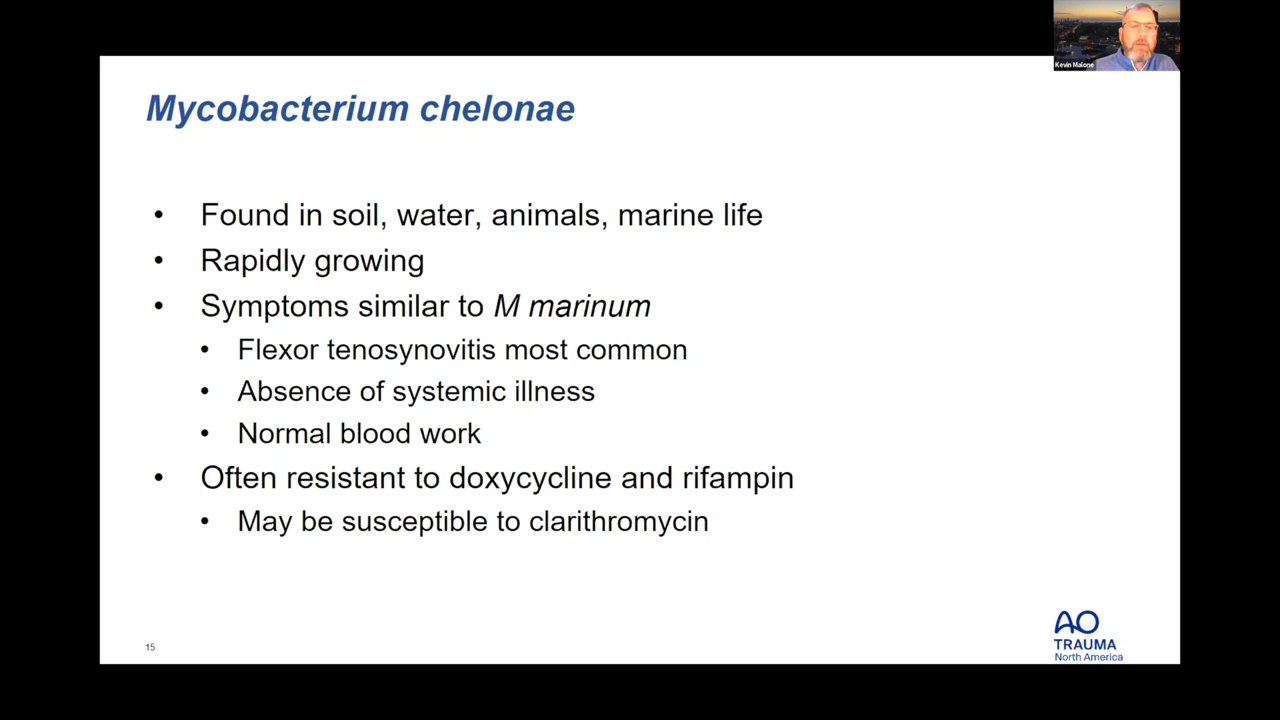 Kevin Malone
Mycobacterium chelonae
• Found in soil, water, animals, marine life
• Rapidly growing
• Symptoms similar to M marinum
• Flexor tenosynovitis most common
• Absence of systemic illness
• Normal blood work
• Often resistant to doxycycline and rifampin
• May be susceptible to clarithromycin
15
AO
TRAUMA
North America